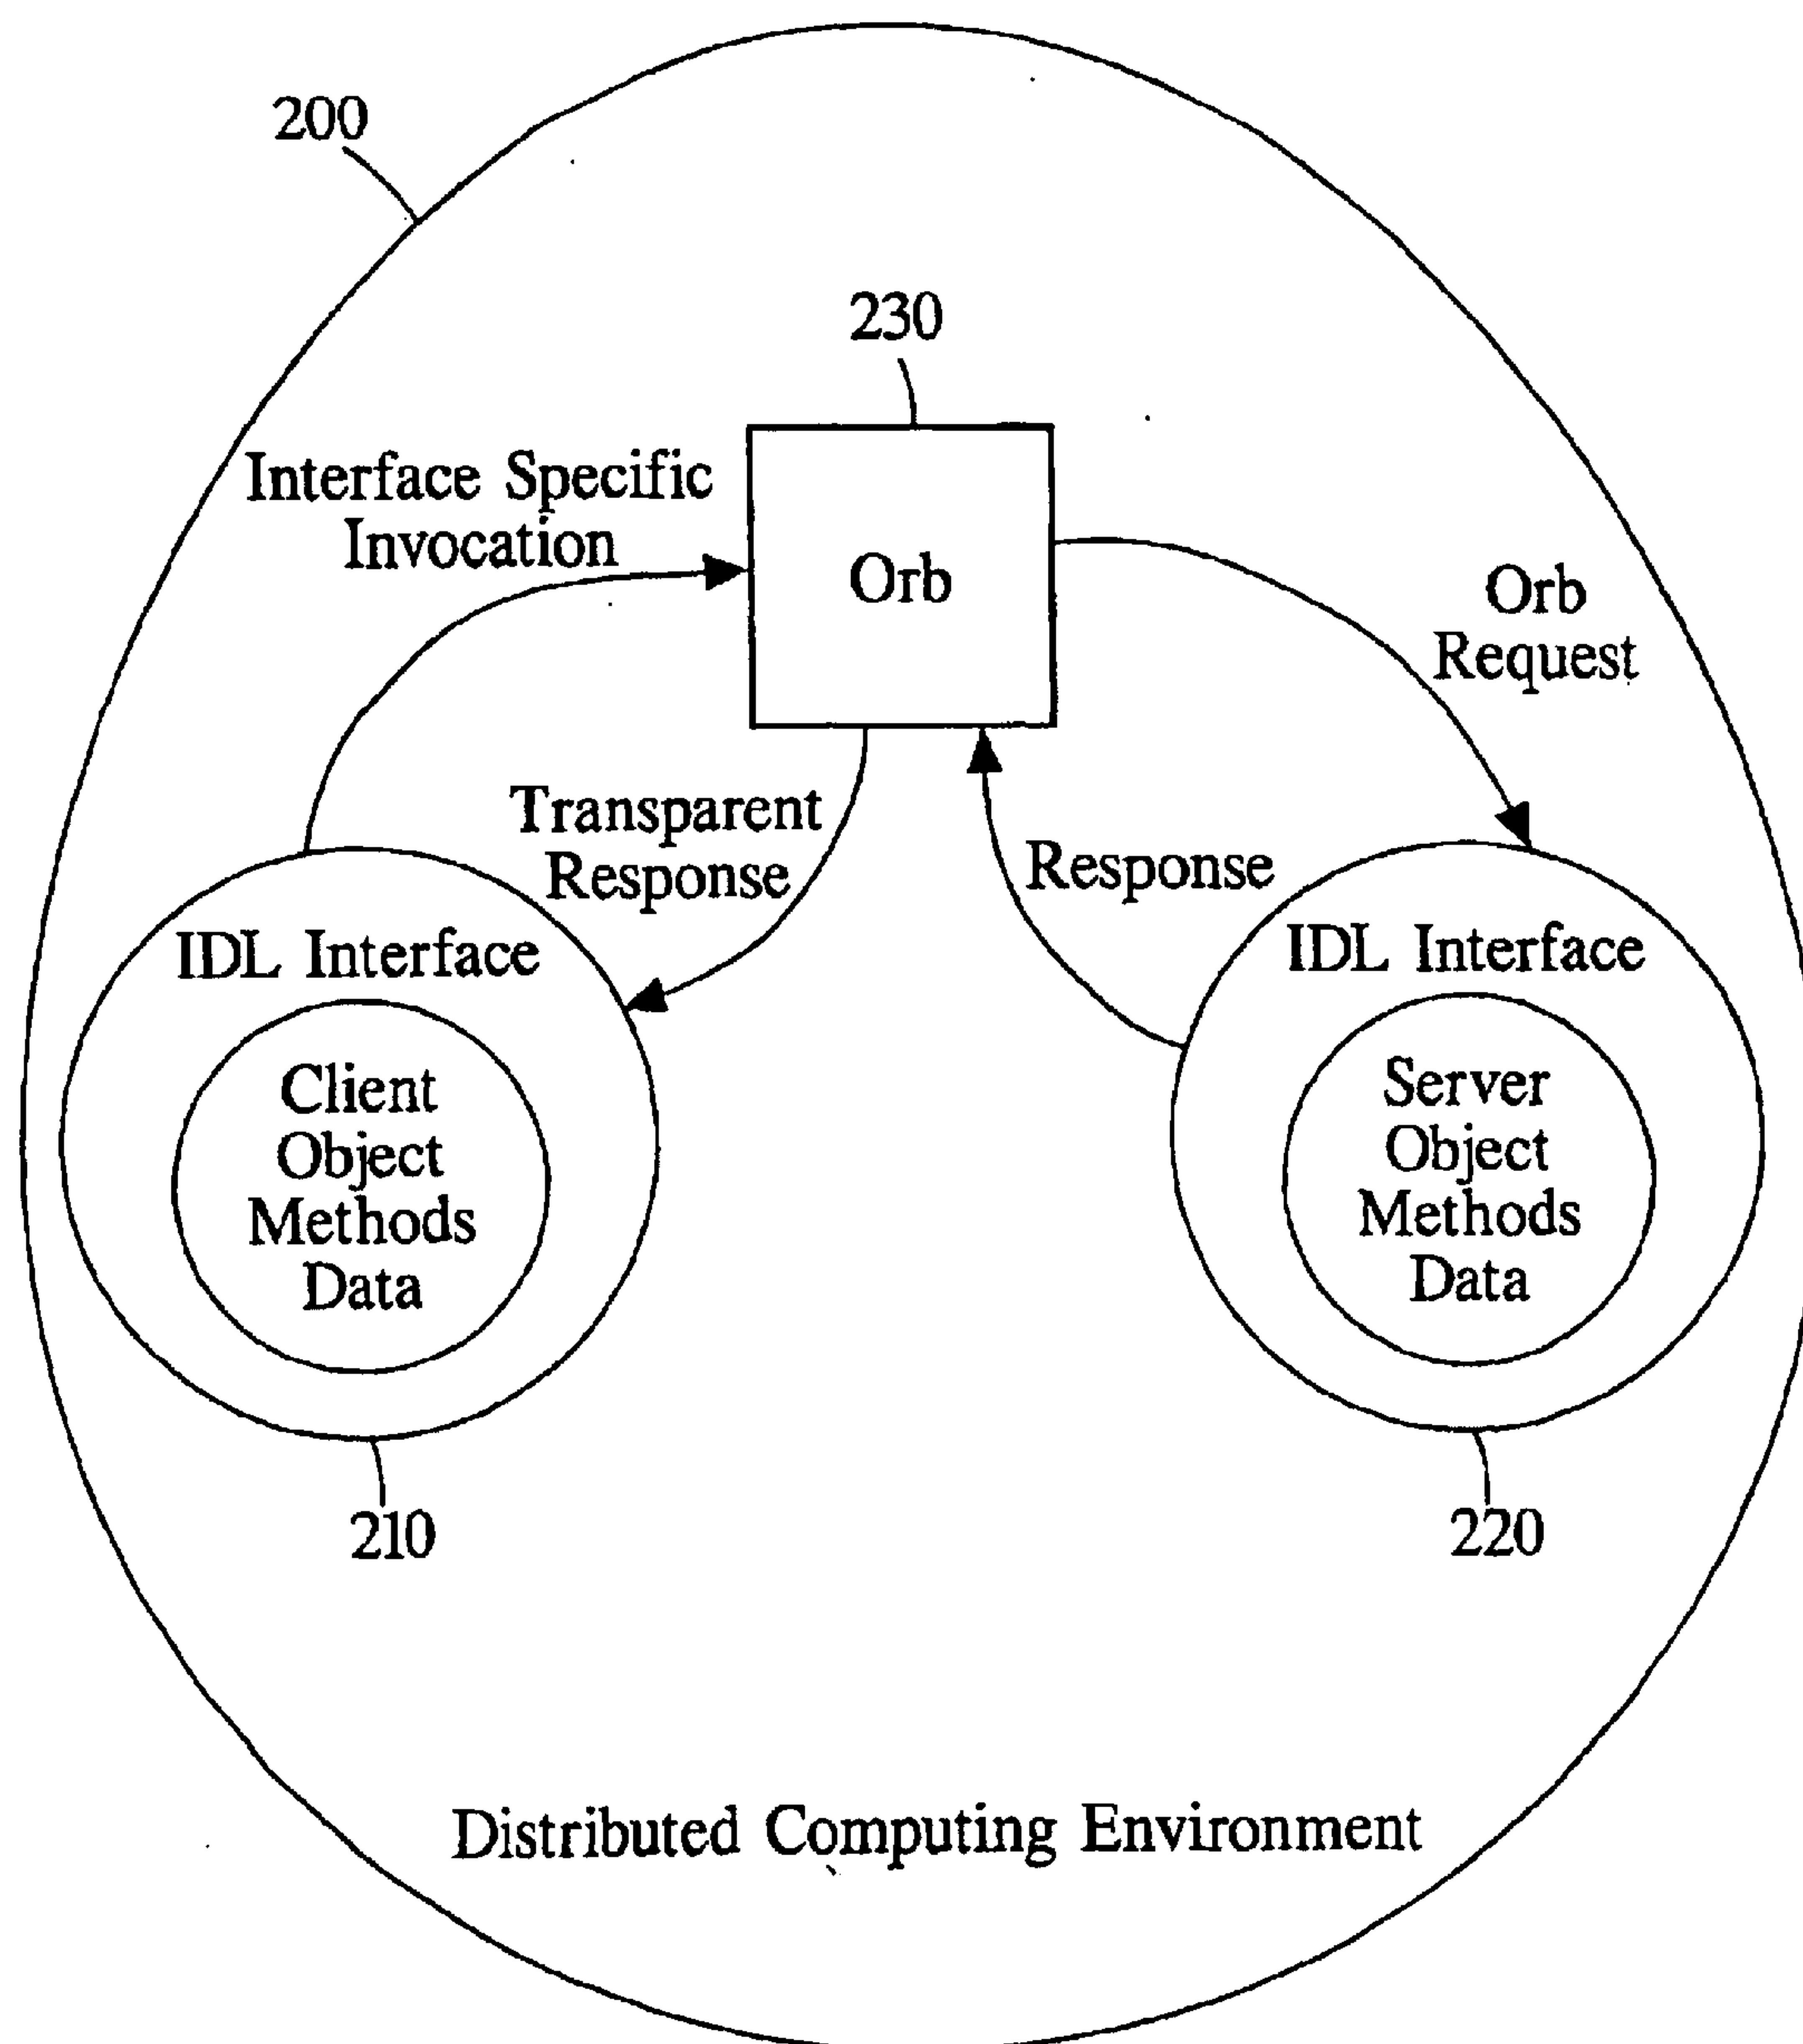 200
230
Interface Specific
Invocation
Orb
Orb
Request
Transparent
Response
Response
IDL Interface
Client
Object
Methods
Data
IDL Interface
Server
Object
Methods
Data
210
220
Distributed Computing Environment